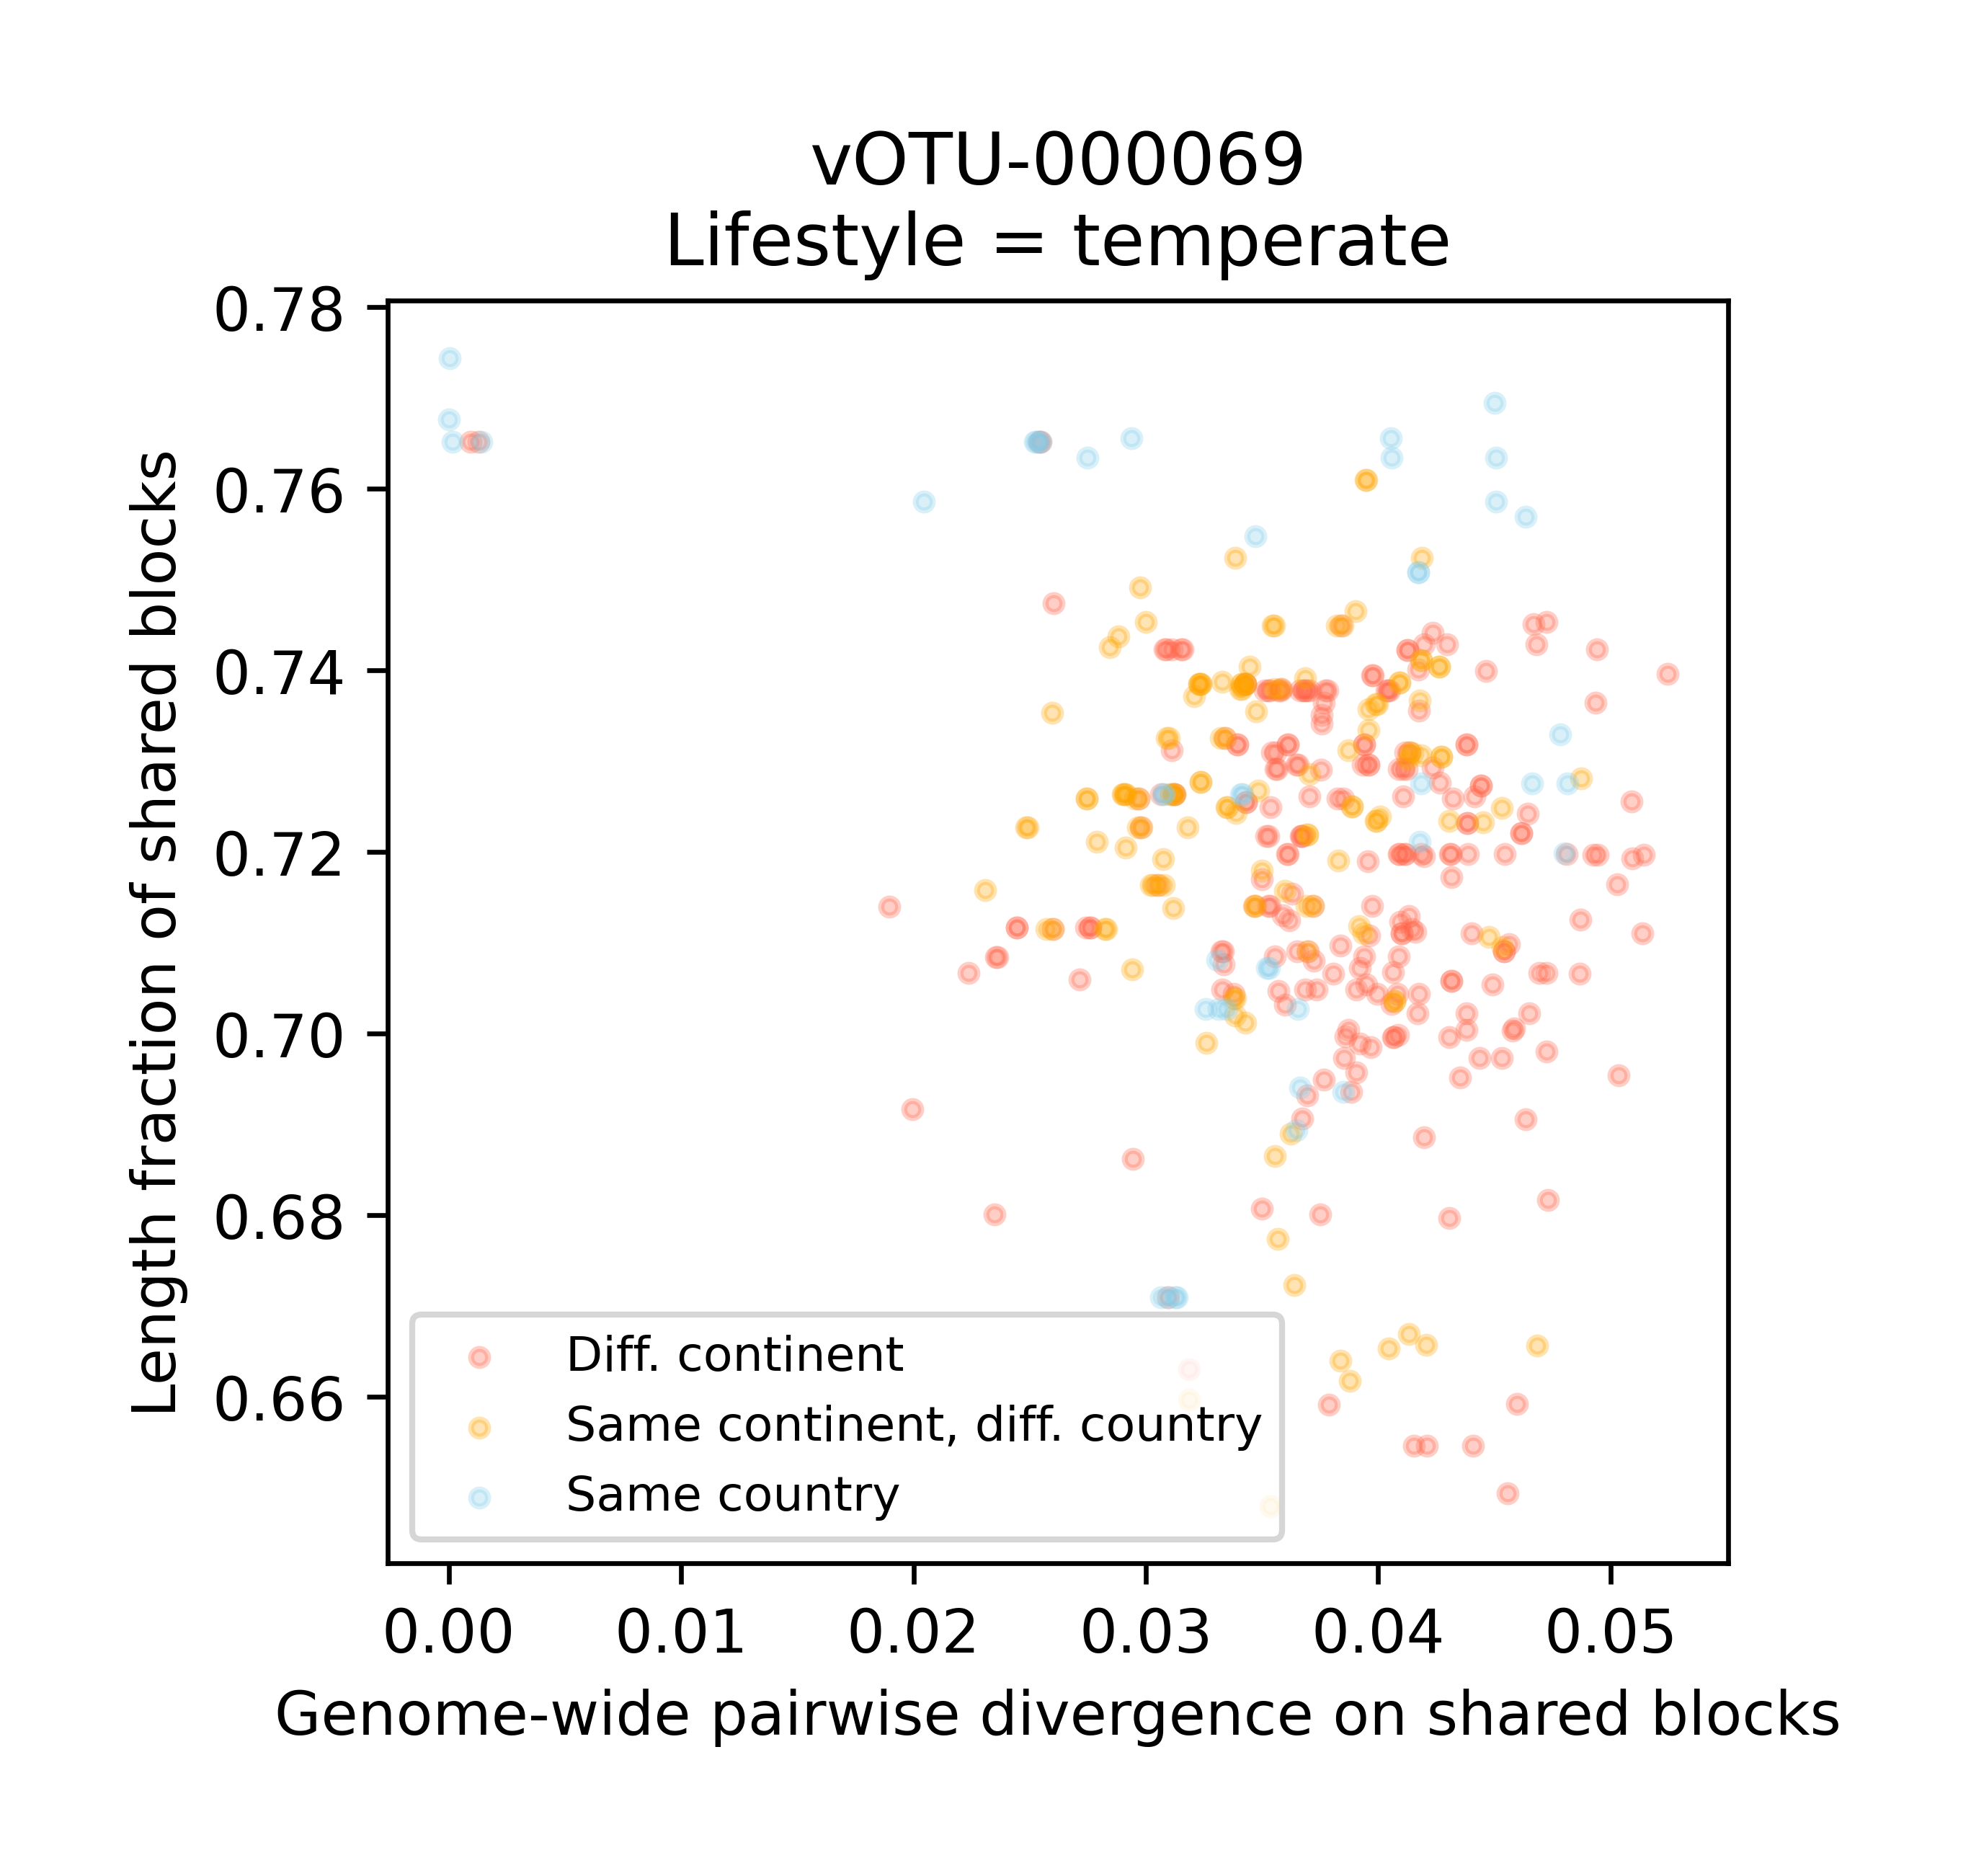 vOTU-000069
Lifestyle = temperate
0.78
0.76
0.74
0.72
0.70
0.68
0.66
Length fraction of shared blocks
Diff. continent
Same continent, diff. country
Same country
0.00 0.01 0.02 0.03 0.04 0.05
Genome-wide pairwise divergence on shared blocks